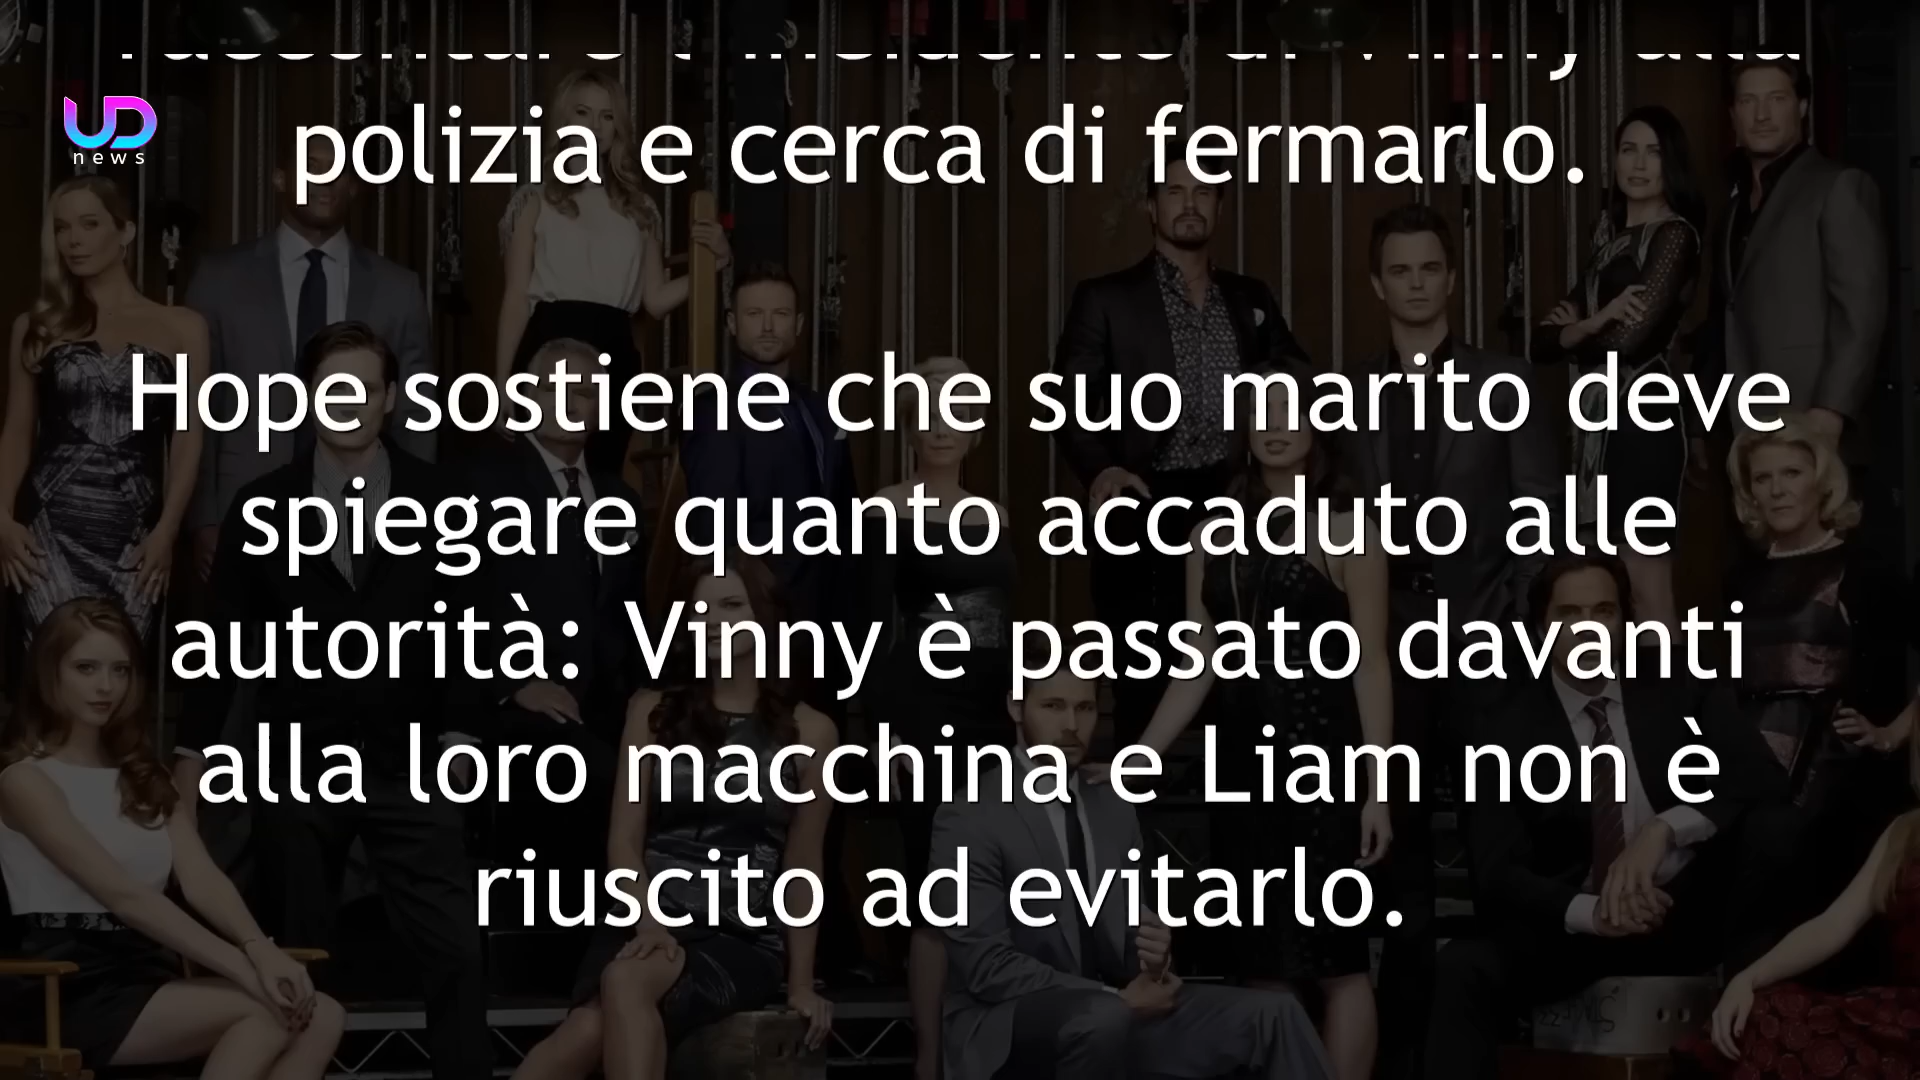 polizia e cerca di fermarlo.
UD
news
Hope sostiene che suo marito deve
spiegare quanto accaduto alle
autorità: Vinny è passato davanti
alla loro macchina e Liam non è
riuscito ad evitarlo.